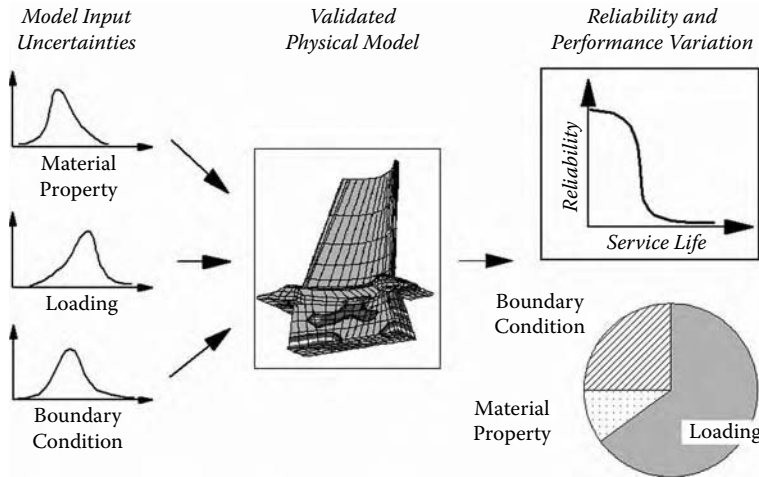 Model Input
Uncertainties
Validated
Physical Model
Reliability and
Performance Variation
Material
Property
Loading
Boundary
Condition
Reliability
Service Life
Boundary
Condition
Material
Property
Loading